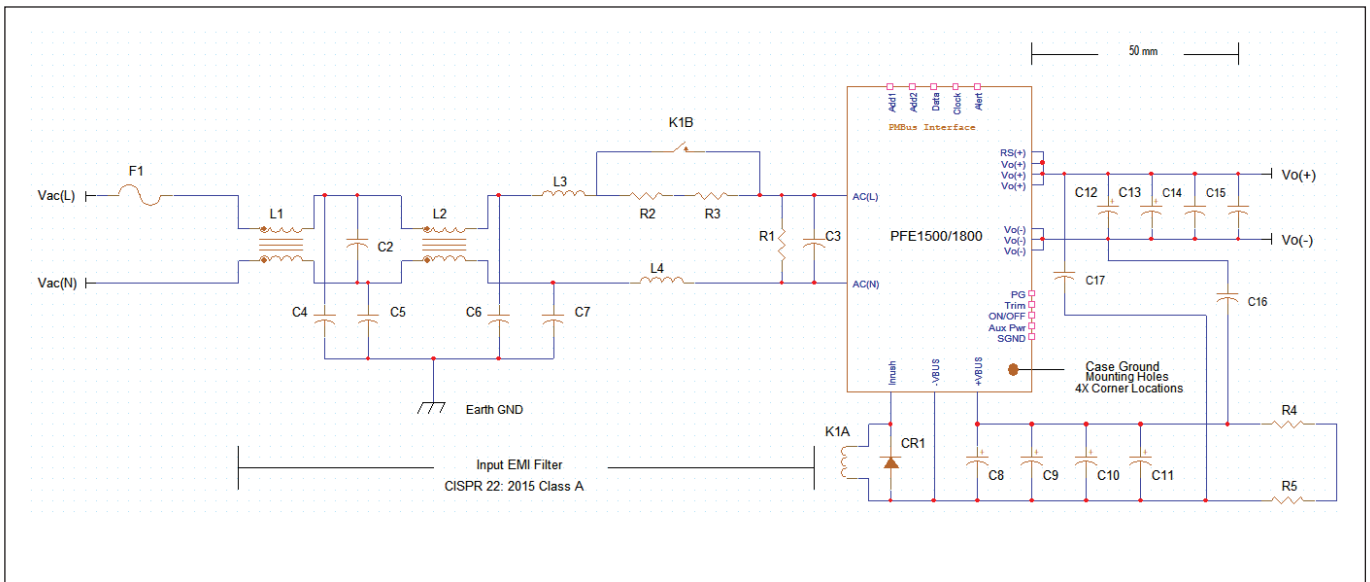 50 mm
Add1
Add2
Data
Clock
Alert
PMBus Interface
K1B
F1
Vac(L)
L1
C2
L2
L3
R2
R3
R1
C3
AC(L)
PFE1500/1800
RS(+)
Vo(+)
Vo(+)
Vo(+)
C12
+
C13
+
C14
C15
Vo(+)
Vo(-)
Vo(-)
Vo(-)
Vo(-)
Vac(N)
C4
C5
C6
C7
L4
AC(N)
C17
C16
PG
Trim
ON/OFF
Aux Pwr
SGND
Case Ground
Mounting Holes
4X Corner Locations
Inrush
-VBUS
+VBUS
Earth GND
K1A
CR1
+
C8
+
C9
+
C10
+
C11
R4
R5
Input EMI Filter
CISPR 22: 2015 Class A